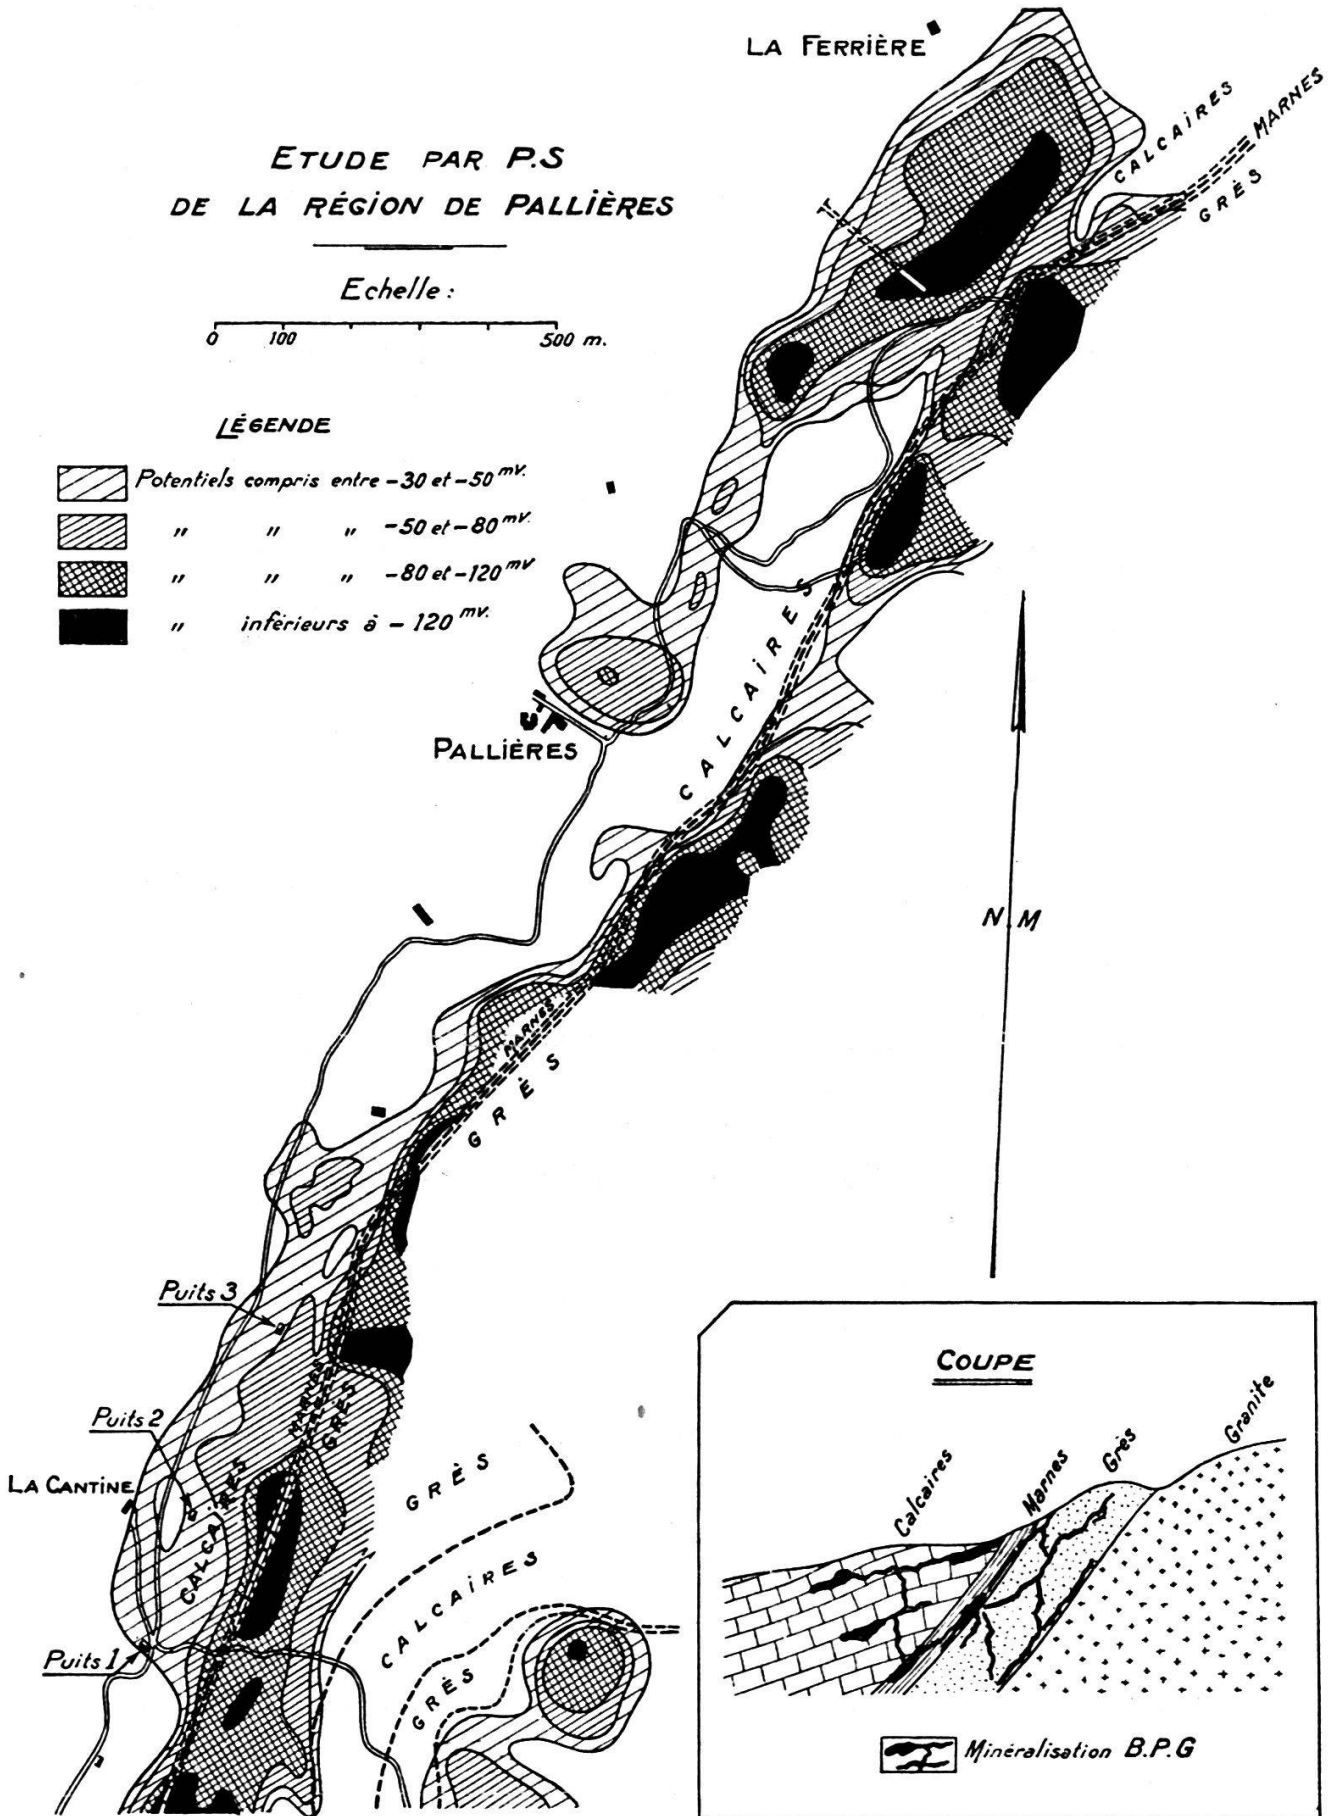 LA FERRIÈRE
ETUDE PAR P.S
DE LA RÉGION DE PALLIÈRES
Echelle :
0 100 500 m.
CALCAIRES
MARNES
GRÈS
LÉGENDE
Potentiels compris entre -30 et -50 mv.
" " " -50 et -80 mv.
" " " -80 et -120 mv
" inférieurs à - 120 mv.
CALCAIRES
PALLIÈRES
N M
MARNES
GRÈS
Puits 3
MARNES
GRÈS
Puits 2
LA CANTINE
CALCAIRES
GRÈS
CALCAIRES
GRÈS
Puits 1
COUPE
Calcaires
Marnes
Grès
Granite
Minéralisation B.P.G